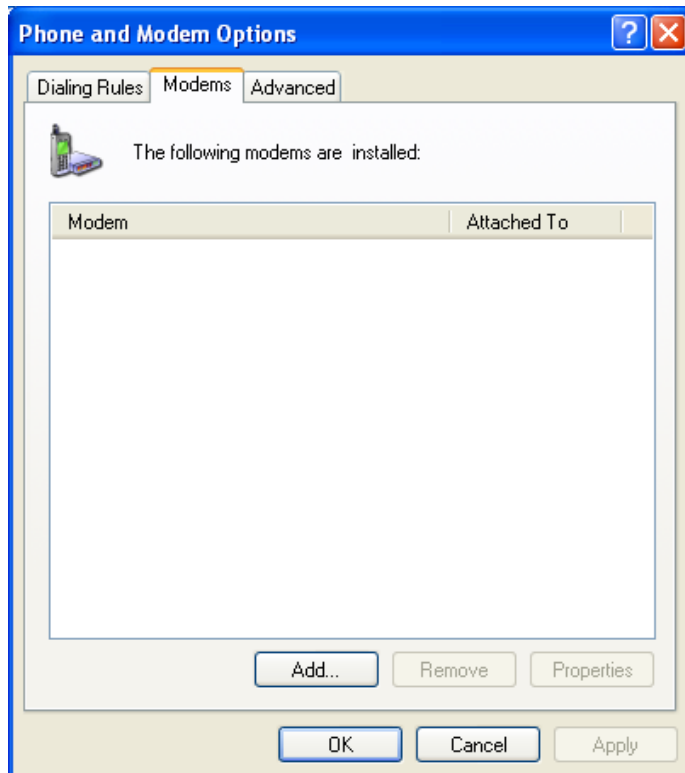 Phone and Modem Options
Dialing Rules Modems Advanced
The following modems are installed:
Modem Attached To
Add... Remove Properties
OK Cancel Apply